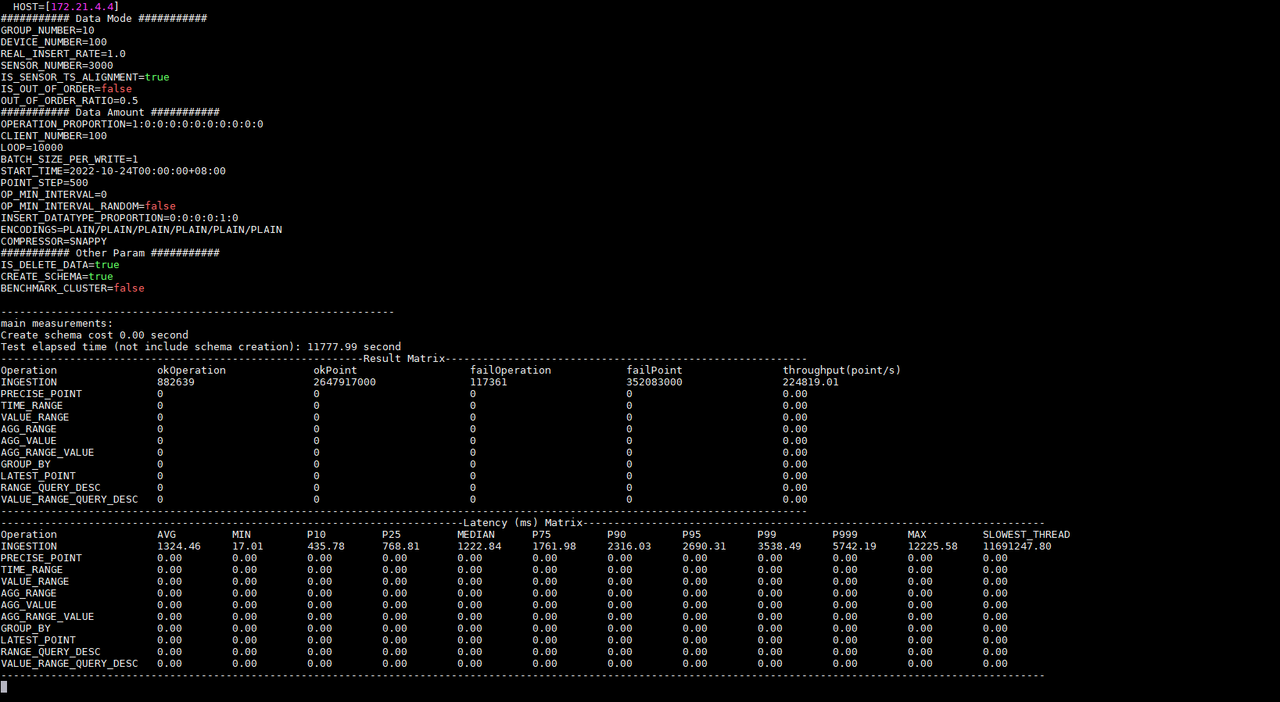 HOST=[172.21.4.4]
########### Data Mode ###########
GROUP_NUMBER=10
DEVICE_NUMBER=100
REAL_INSERT_RATE=1.0
SENSOR_NUMBER=3000
IS_SENSOR_TS_ALIGNMENT=true
IS_OUT_OF_ORDER=false
OUT_OF_ORDER_RATIO=0.5
########### Data Amount ###########
OPERATION_PROPORTION=1:0:0:0:0:0:0:0:0:0:0
CLIENT_NUMBER=100
LOOP=10000
BATCH_SIZE_PER_WRITE=1
START_TIME=2022-10-24T00:00:00+08:00
POINT_STEP=500
OP_MIN_INTERVAL=0
OP_MIN_INTERVAL_RANDOM=false
INSERT_DATATYPE_PROPORTION=0:0:0:0:1:0
ENCODINGS=PLAIN/PLAIN/PLAIN/PLAIN/PLAIN/PLAIN
COMPRESSOR=SNAPPY
########### Other Param ###########
IS_DELETE_DATA=true
CREATE_SCHEMA=true
BENCHMARK_CLUSTER=false
---------------------------------------------------------------
main measurements:
Create schema cost 0.00 second
Test elapsed time (not include schema creation): 11777.99 second
----------------------------------------------------------Result Matrix----------------------------------------------------------
Operation okOperation okPoint failOperation failPoint throughput(point/s)
INGESTION 882639 2647917000 117361 352083000 224819.01
PRECISE_POINT 0 0 0 0 0.00
TIME_RANGE 0 0 0 0 0.00
VALUE_RANGE 0 0 0 0 0.00
AGG_RANGE 0 0 0 0 0.00
AGG_VALUE 0 0 0 0 0.00
AGG_RANGE_VALUE 0 0 0 0 0.00
GROUP_BY 0 0 0 0 0.00
LATEST_POINT 0 0 0 0 0.00
RANGE_QUERY_DESC 0 0 0 0 0.00
VALUE_RANGE_QUERY_DESC 0 0 0 0 0.00
---------------------------------------------------------------------------------------------------------------------------------
--------------------------------------------------------------------------Latency (ms) Matrix--------------------------------------------------------------------------
Operation AVG MIN P10 P25 MEDIAN P75 P90 P95 P99 P999 MAX SLOWEST_THREAD
INGESTION 1324.46 17.01 435.78 768.81 1222.84 1761.98 2316.03 2690.31 3538.49 5742.19 12225.58 11691247.80
PRECISE_POINT 0.00 0.00 0.00 0.00 0.00 0.00 0.00 0.00 0.00 0.00 0.00 0.00
TIME_RANGE 0.00 0.00 0.00 0.00 0.00 0.00 0.00 0.00 0.00 0.00 0.00 0.00
VALUE_RANGE 0.00 0.00 0.00 0.00 0.00 0.00 0.00 0.00 0.00 0.00 0.00 0.00
AGG_RANGE 0.00 0.00 0.00 0.00 0.00 0.00 0.00 0.00 0.00 0.00 0.00 0.00
AGG_VALUE 0.00 0.00 0.00 0.00 0.00 0.00 0.00 0.00 0.00 0.00 0.00 0.00
AGG_RANGE_VALUE 0.00 0.00 0.00 0.00 0.00 0.00 0.00 0.00 0.00 0.00 0.00 0.00
GROUP_BY 0.00 0.00 0.00 0.00 0.00 0.00 0.00 0.00 0.00 0.00 0.00 0.00
LATEST_POINT 0.00 0.00 0.00 0.00 0.00 0.00 0.00 0.00 0.00 0.00 0.00 0.00
RANGE_QUERY_DESC 0.00 0.00 0.00 0.00 0.00 0.00 0.00 0.00 0.00 0.00 0.00 0.00
VALUE_RANGE_QUERY_DESC 0.00 0.00 0.00 0.00 0.00 0.00 0.00 0.00 0.00 0.00 0.00 0.00
-----------------------------------------------------------------------------------------------------------------------------------------------------------------------